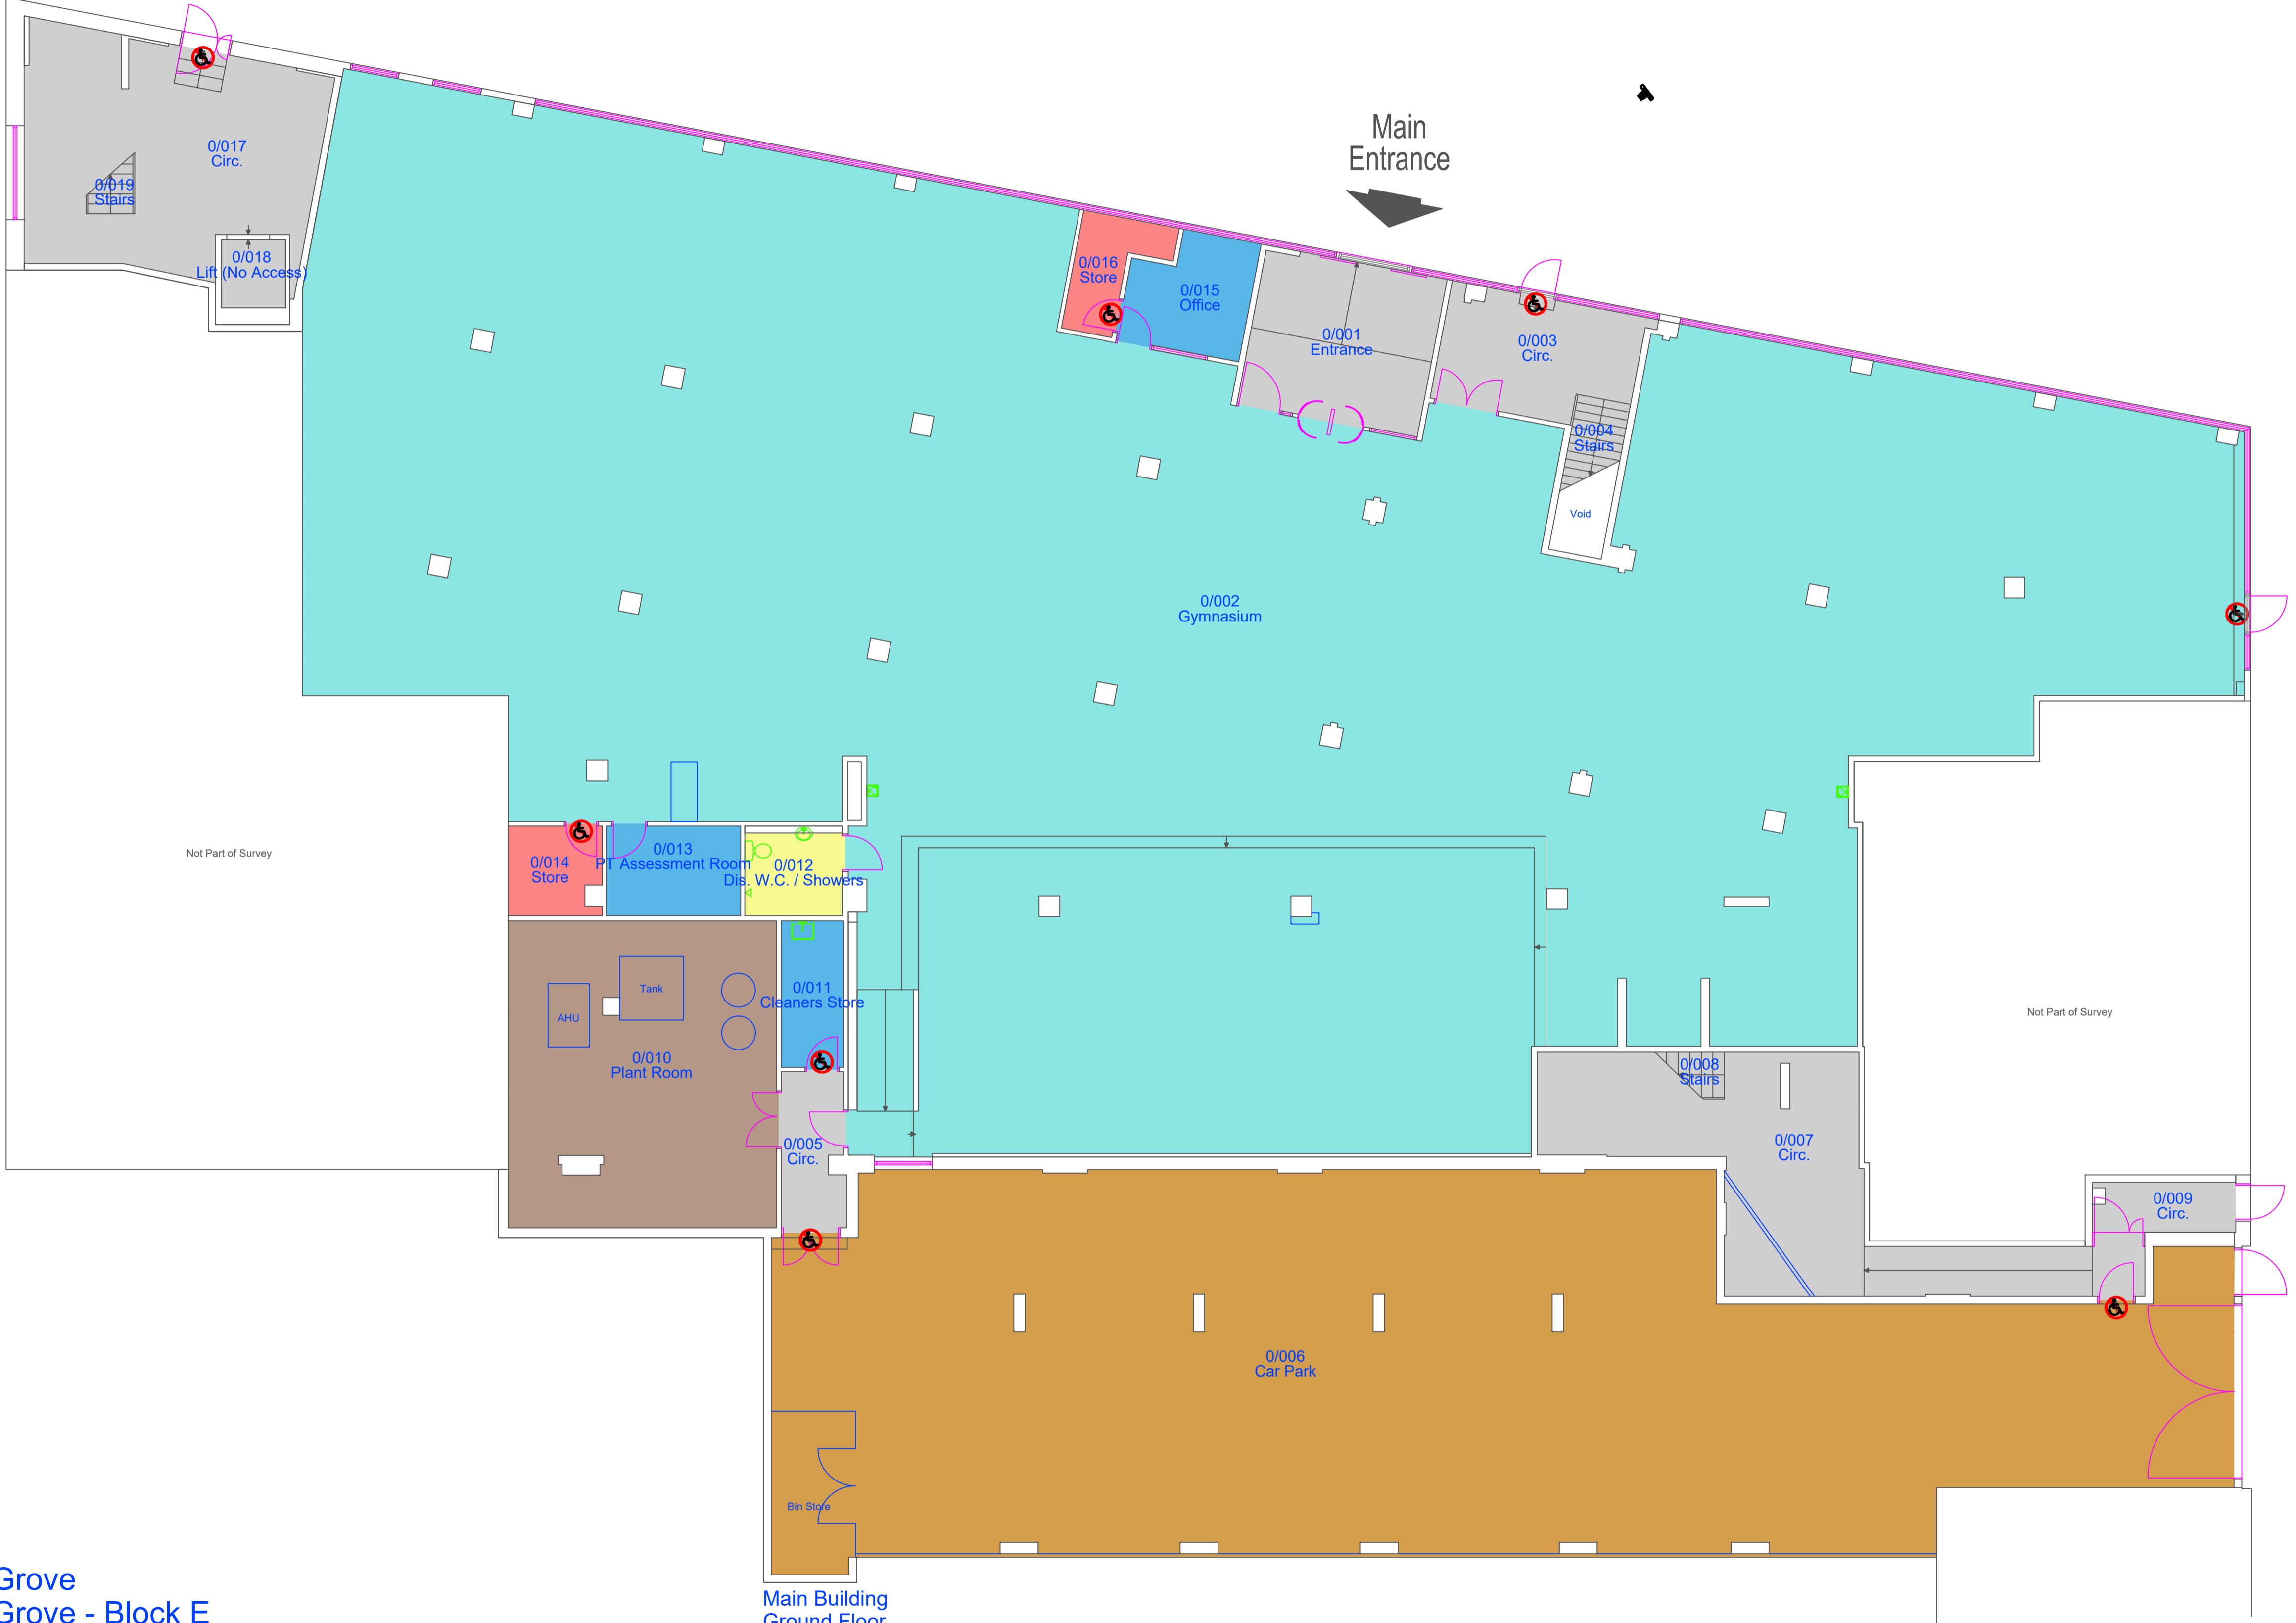 Main
Entrance
0/017
Circ.
0/019
Stairs
0/018
Lift (No Access)
0/016
Store
0/015
Office
0/001
Entrance
0/003
Circ.
0/004
Stairs
Void
0/002
Gymnasium
Not Part of Survey
0/014
Store
0/013
PT Assessment Room
0/012
Dis. W.C. / Showers
0/011
Cleaners Store
Tank
AHU
0/010
Plant Room
0/005
Circ.
0/008
Stairs
0/007
Circ.
Not Part of Survey
0/009
Circ.
0/006
Car Park
Bin Store
Grove
Grove - Block E
Main Building
Ground Floor